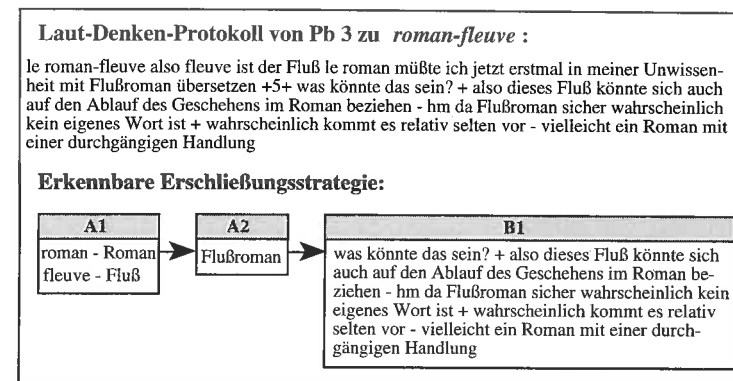 Laut-Denken-Protokoll von Pb 3 zu roman-fleuve :
le roman-fleuve also fleuve ist der Fluß le roman müßte ich jetzt erstmal in meiner Unwissen-
heit mit Flußroman übersetzen +5+ was könnte das sein? + also dieses Fluß könnte sich auch
auf den Ablauf des Geschehens im Roman beziehen - hm da Flußroman sicher wahrscheinlich
kein eigenes Wort ist + wahrscheinlich kommt es relativ selten vor - vielleicht ein Roman mit
einer durchgängigen Handlung
Erkennbare Erschließungsstrategie:
A1
roman - Roman
fleuve - Fluß
A2
Flußroman
B1
was könnte das sein? + also dieses Fluß könnte sich
auch auf den Ablauf des Geschehens im Roman be-
ziehen - hm da Flußroman sicher wahrscheinlich kein
eigenes Wort ist + wahrscheinlich kommt es relativ
selten vor - vielleicht ein Roman mit einer durch-
gängigen Handlung